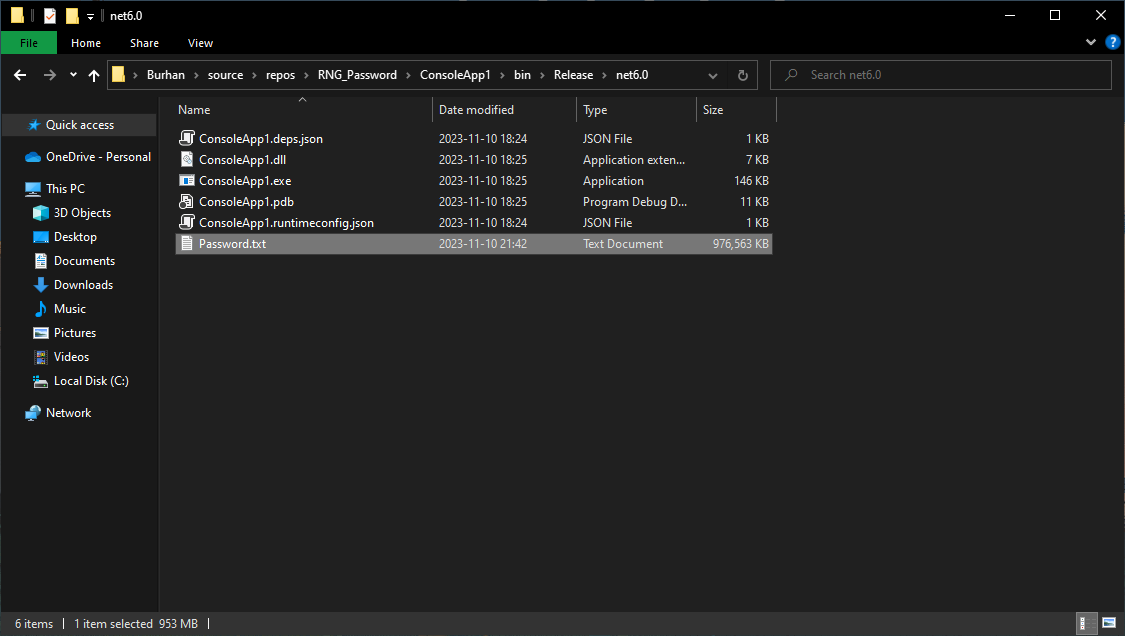 net6.0
File Home Share View
Burhan source repos RNG_Password ConsoleApp1 bin Release net6.0
Search net6.0
Quick access
OneDrive - Personal
This PC
3D Objects
Desktop
Documents
Downloads
Music
Pictures
Videos
Local Disk (C:)
Network
Name Date modified Type Size
ConsoleApp1.deps.json 2023-11-10 18:24 JSON File 1 KB
ConsoleApp1.dll 2023-11-10 18:25 Application exten... 7 KB
ConsoleApp1.exe 2023-11-10 18:25 Application 146 KB
ConsoleApp1.pdb 2023-11-10 18:25 Program Debug D... 11 KB
ConsoleApp1.runtimeconfig.json 2023-11-10 18:24 JSON File 1 KB
Password.txt 2023-11-10 21:42 Text Document 976,563 KB
6 items 1 item selected 953 MB